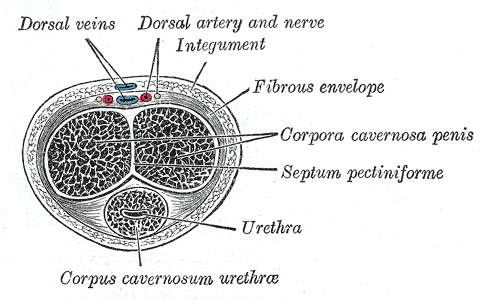 Dorsal veins
Dorsal artery and nerve
Integument
Fibrous envelope
Corpora cavernosa penis
Septum pectiniforme
Urethra
Corpus cavernosum urethræ